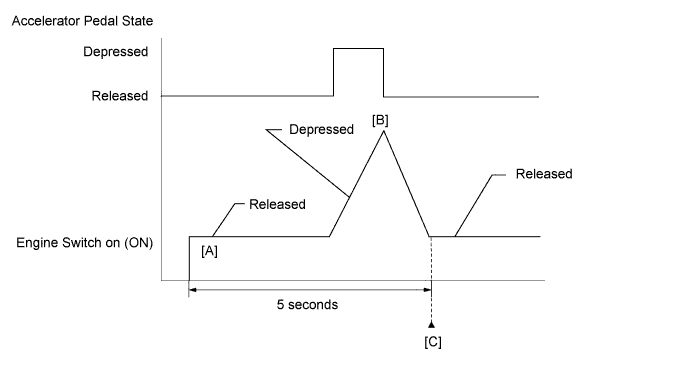 Accelerator Pedal State
Depressed
Released
[B]
Depressed
Released
Released
Engine Switch on (ON)
[A]
5 seconds
[C]